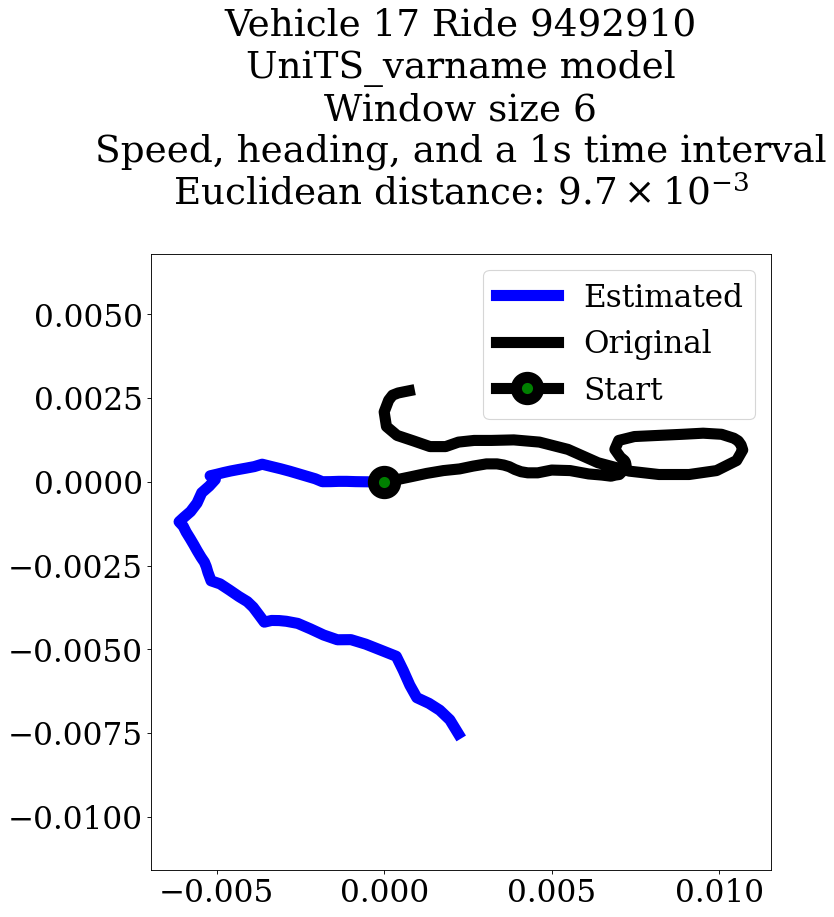 Vehicle 17 Ride 9492910
UniTS_varname model
Window size 6
Speed, heading, and a 1s time interval
Euclidean distance: 9.7 × 10⁻³
Estimated
Original
Start
0.0050
0.0025
0.0000
−0.0025
−0.0050
−0.0075
−0.0100
−0.005 0.000 0.005 0.010